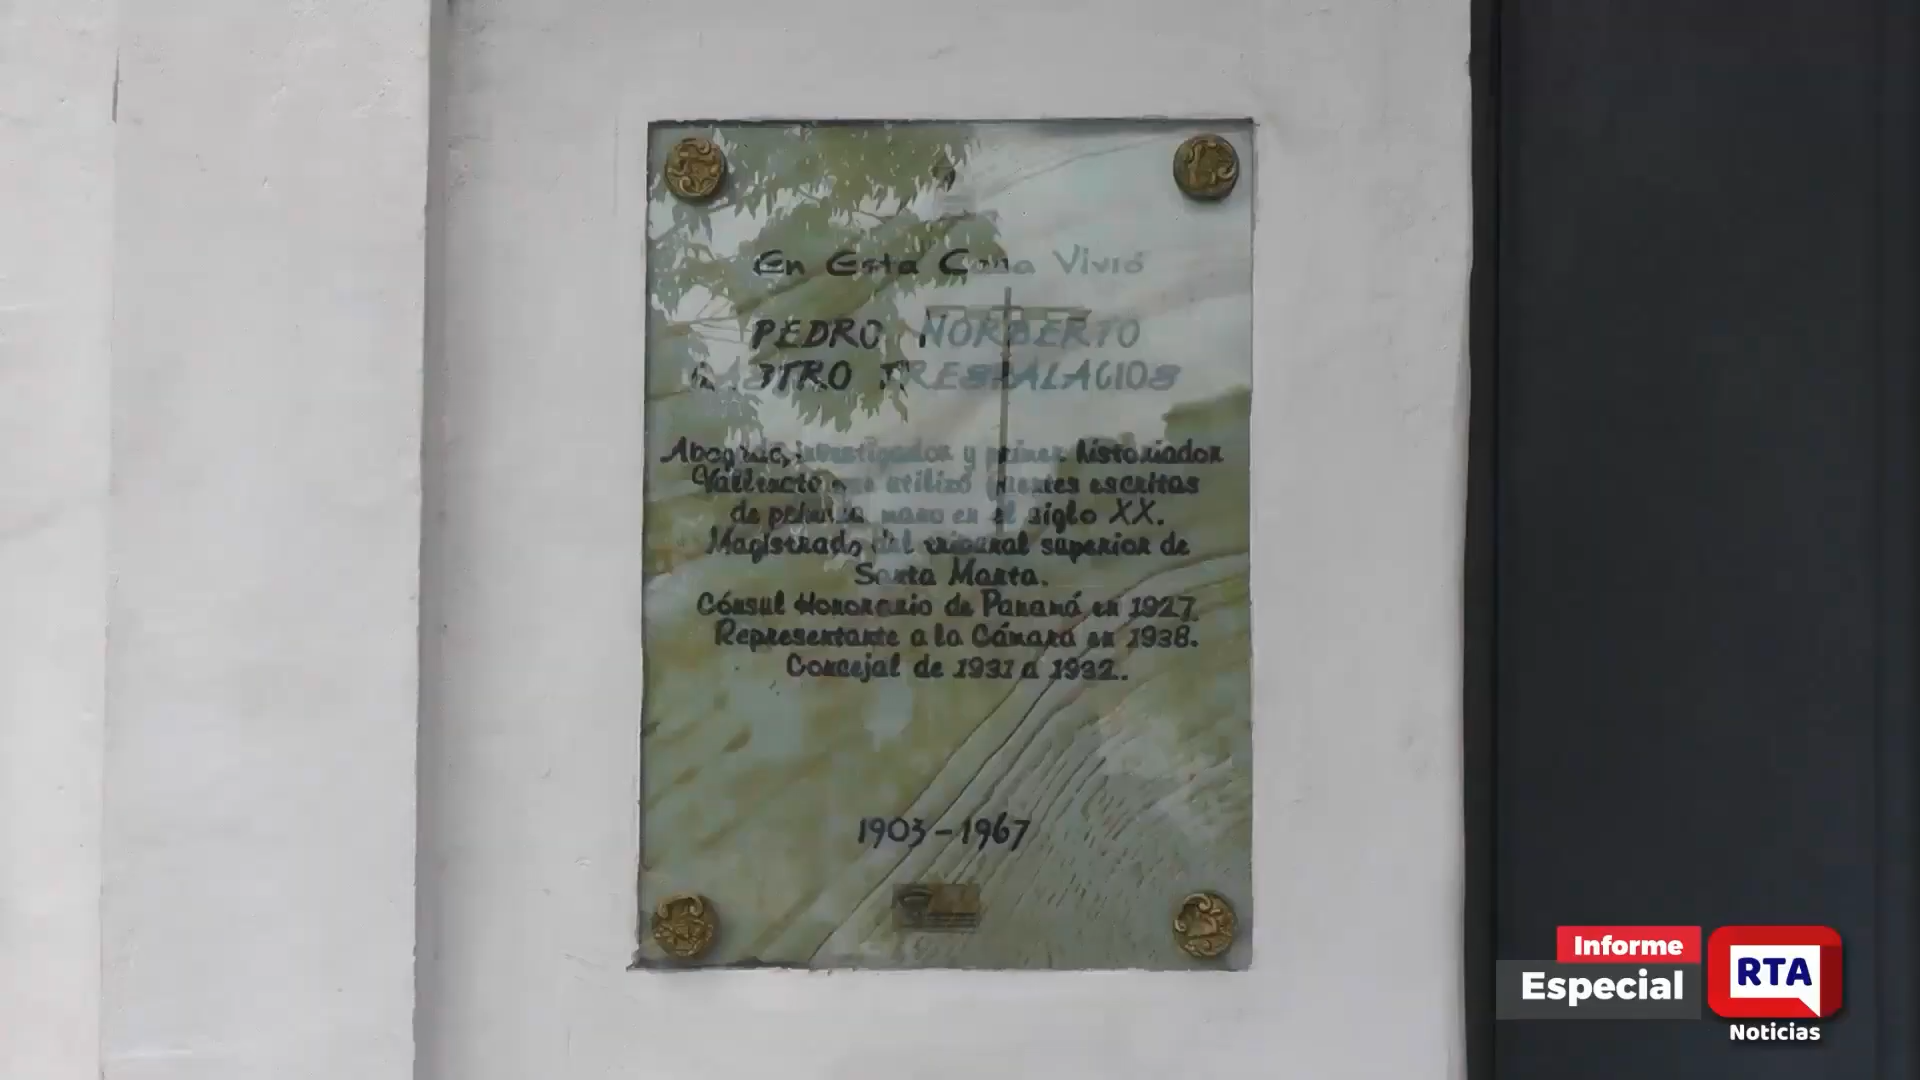 En Esta Casa Vivió
PEDRO NORBERTO
CASTRO TRESPALACIOS
Abogado, investigador y primer historiador
Vallenato que utilizó fuentes escritas
de primera mano en el siglo XX.
Magistrado del tribunal superior de
Santa Marta.
Cónsul Honorario de Panamá en 1927.
Representante a la Cámara en 1938.
Concejal de 1931 a 1932.
1903-1967
Informe
Especial
RTA
Noticias